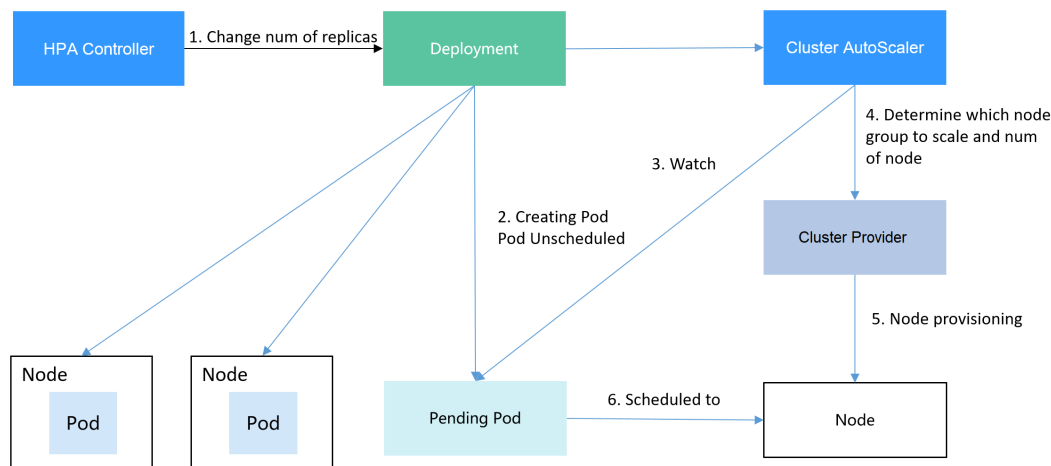 HPA Controller
1. Change num of replicas
Deployment
Cluster AutoScaler
4. Determine which node
group to scale and num
of node
3. Watch
2. Creating Pod
Pod Unscheduled
Cluster Provider
5. Node provisioning
Node
Pod
Node
Pod
Pending Pod
6. Scheduled to
Node